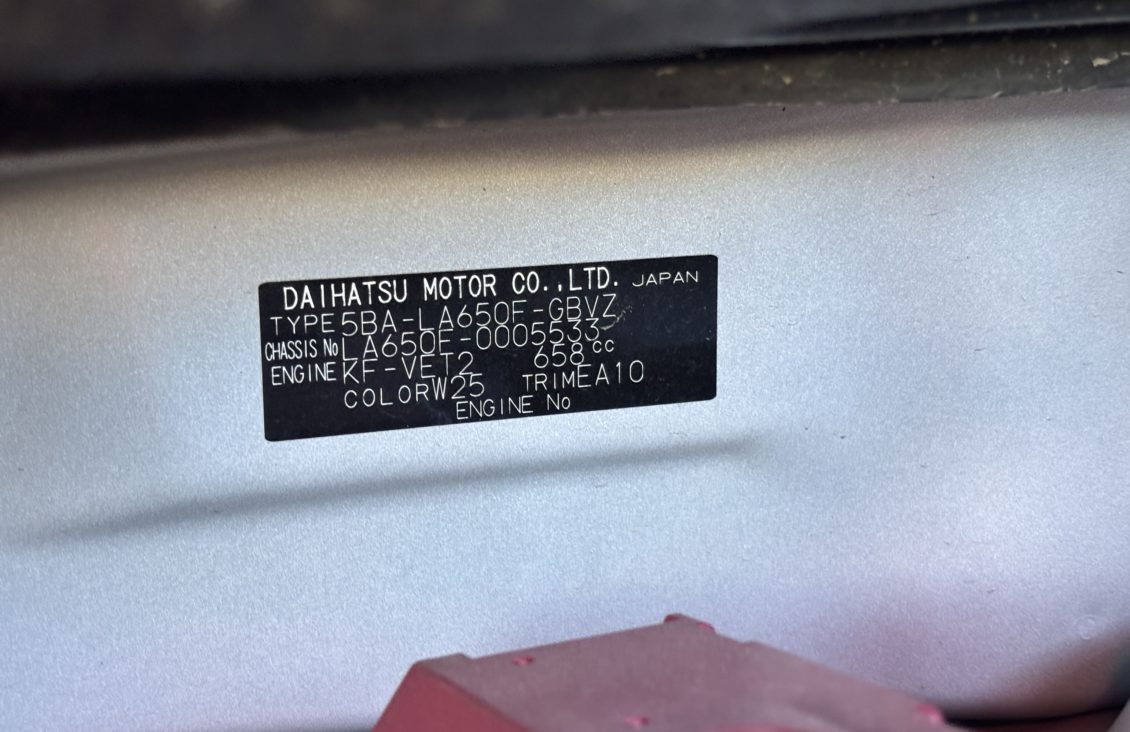 DAIHATSU MOTOR CO.,LTD. JAPAN
TYPE 5BA-LA650F-GBVZ
CHASSIS No LA650F-0005533
ENGINE KF-VET2 658cc
COLOR W25 TRIM EA10
ENGINE No